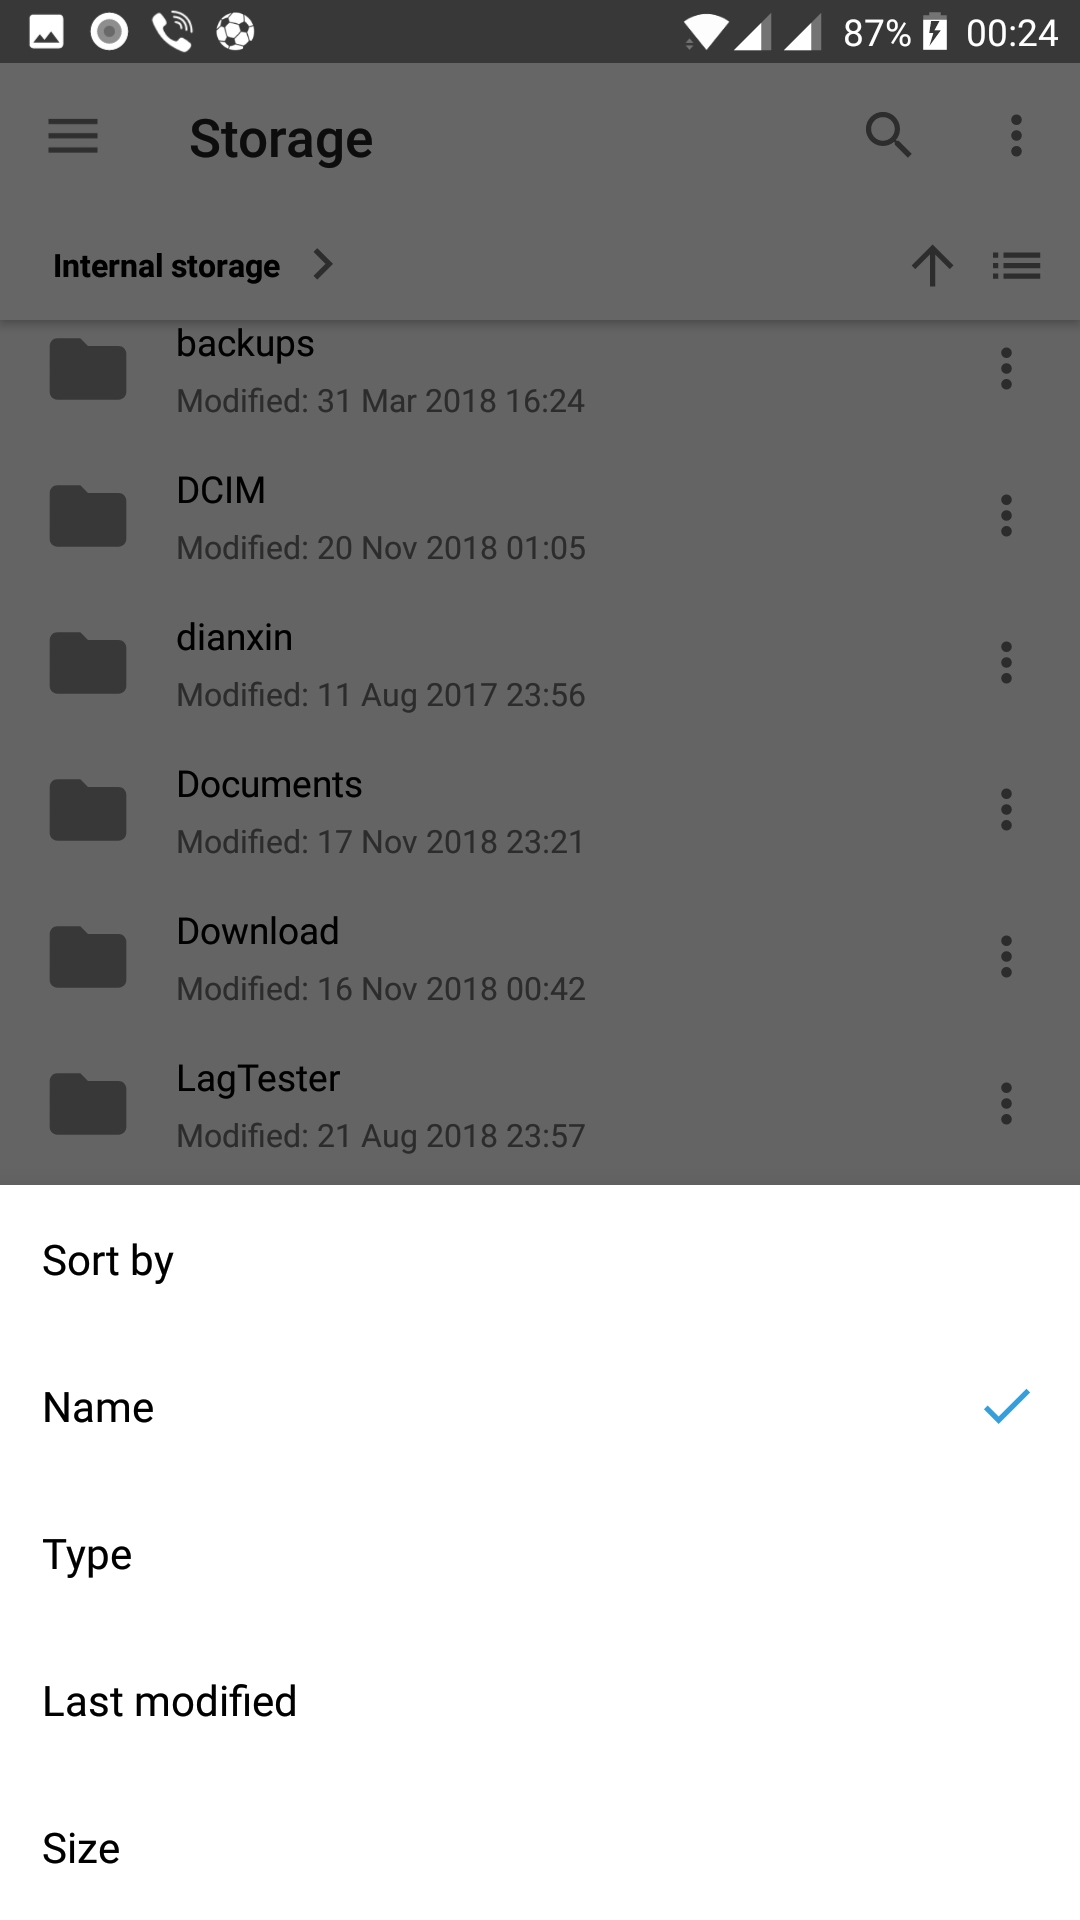 87% 00:24
Storage
Internal storage
backups
Modified: 31 Mar 2018 16:24
DCIM
Modified: 20 Nov 2018 01:05
dianxin
Modified: 11 Aug 2017 23:56
Documents
Modified: 17 Nov 2018 23:21
Download
Modified: 16 Nov 2018 00:42
LagTester
Modified: 21 Aug 2018 23:57
Sort by
Name
Type
Last modified
Size